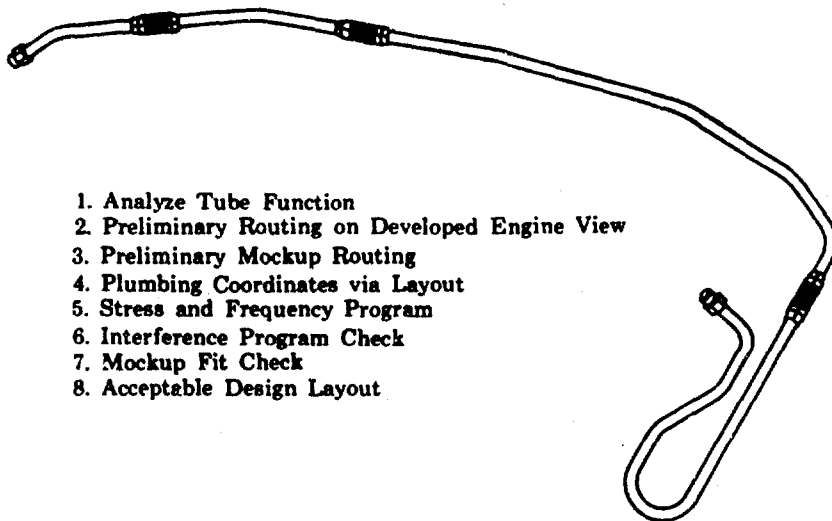 1. Analyze Tube Function
2. Preliminary Routing on Developed Engine View
3. Preliminary Mockup Routing
4. Plumbing Coordinates via Layout
5. Stress and Frequency Program
6. Interference Program Check
7. Mockup Fit Check
8. Acceptable Design Layout